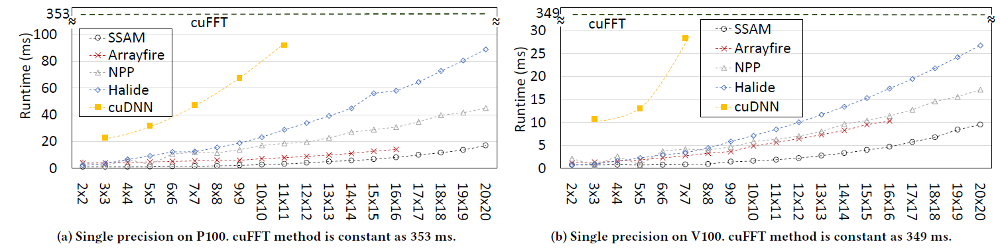 353
cuFFT
100
80
60
40
20
0
Runtime (ms)
SSAM
Arrayfire
NPP
Halide
cuDNN
2x2
3x3
4x4
5x5
6x6
7x7
8x8
9x9
10x10
11x11
12x12
13x13
14x14
15x15
16x16
17x17
18x18
19x19
20x20
(a) Single precision on P100. cuFFT method is constant as 353 ms.
349
cuFFT
30
25
20
15
10
5
0
Runtime (ms)
SSAM
Arrayfire
NPP
Halide
cuDNN
2x2
3x3
4x4
5x5
6x6
7x7
8x8
9x9
10x10
11x11
12x12
13x13
14x14
15x15
16x16
17x17
18x18
19x19
20x20
(b) Single precision on V100. cuFFT method is constant as 349 ms.